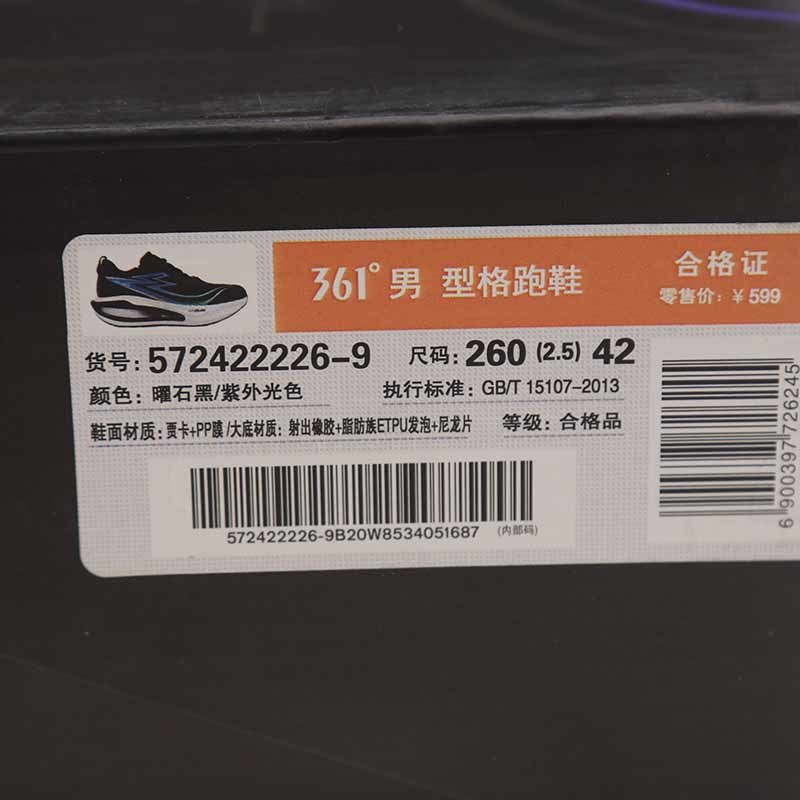 361° 男 型格跑鞋
合格证
零售价：¥599
货号：572422226-9
尺码：260 (2.5) 42
颜色：曜石黑/紫外光色
执行标准：GB/T 15107-2013
鞋面材质：贾卡+PP膜/大底材质：射出橡胶+脂肪族ETPU发泡+尼龙片
等级：合格品
572422226-9B20W8534051687 (内部码)
6900397726245